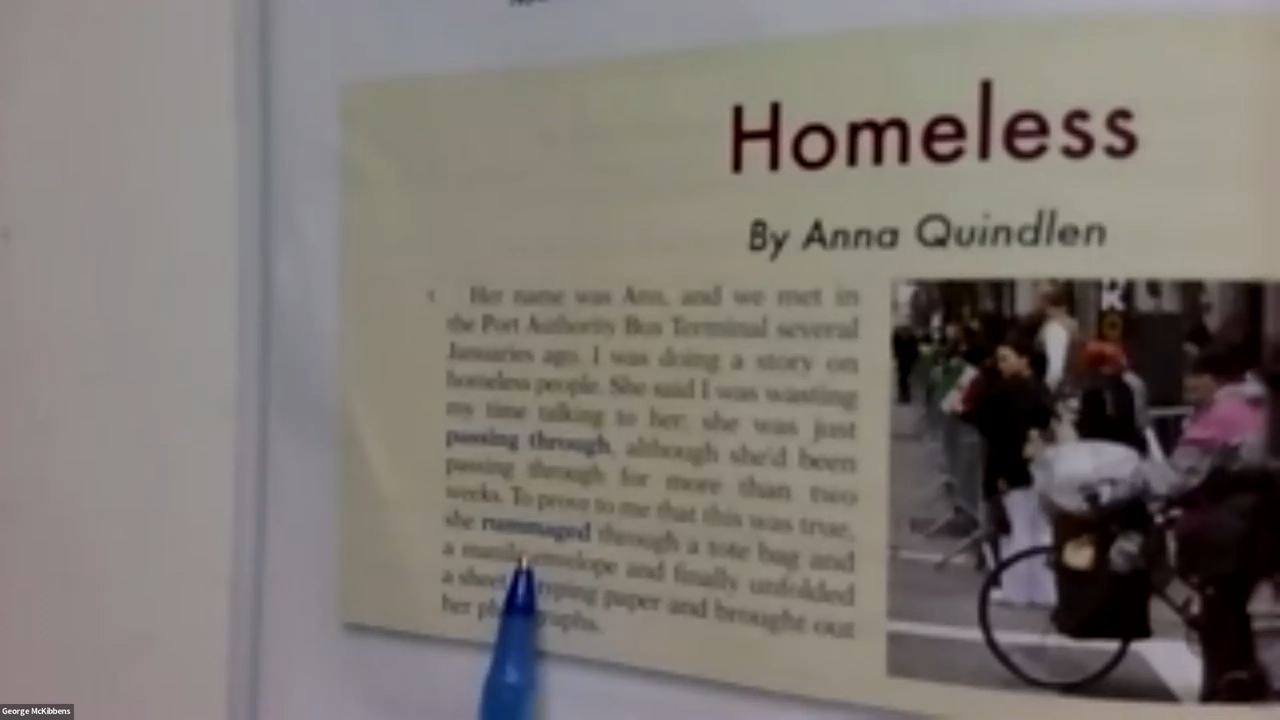 Homeless
By Anna Quindlen
1 Her name was Ann, and we met in
the Port Authority Bus Terminal several
Januaries ago. I was doing a story on
homeless people. She said I was wasting
my time talking to her; she was just
passing through, although she'd been
passing through for more than two
weeks. To prove to me that this was true,
she rummaged through a tote bag and
a manila envelope and finally unfolded
a sheet typing paper and brought out
her
George McKibbens